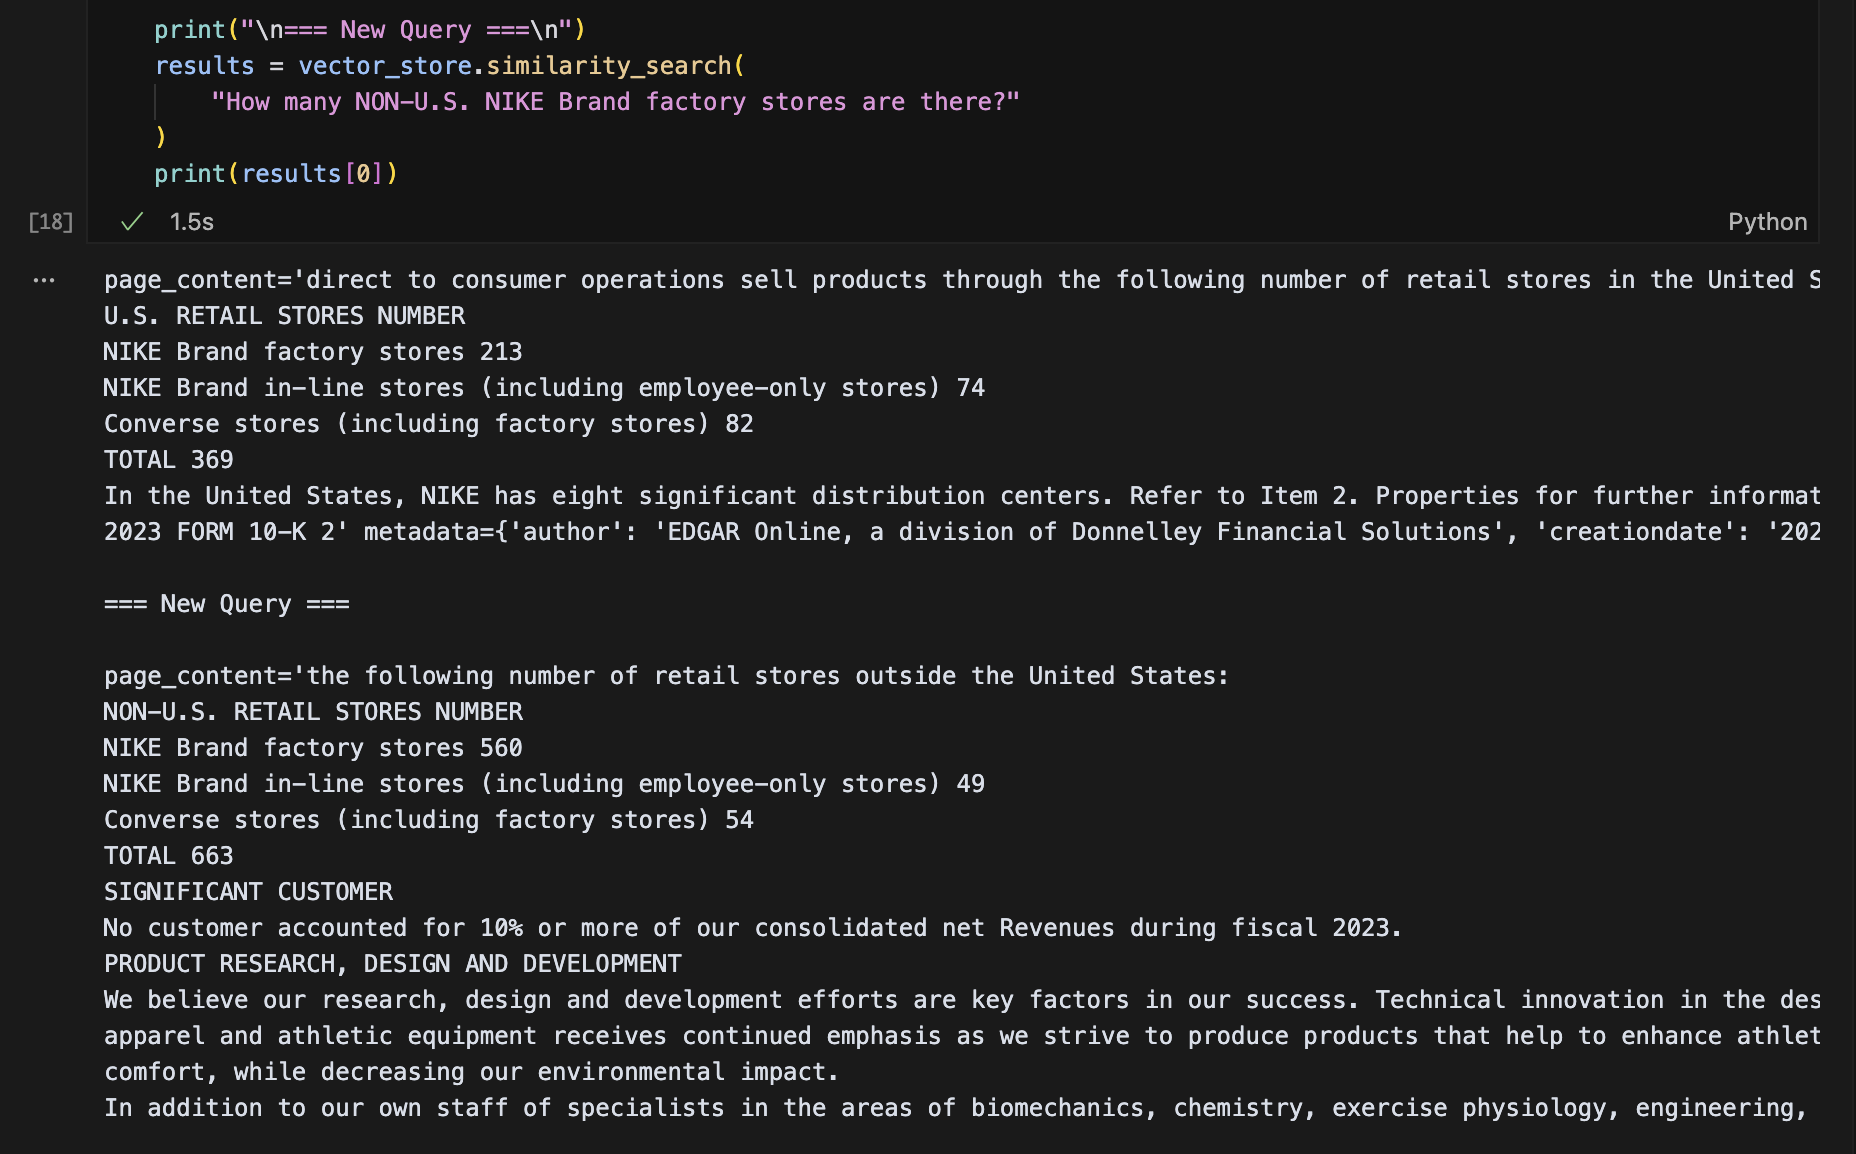 print("\n=== New Query ===\n")
results = vector_store.similarity_search(
"How many NON-U.S. NIKE Brand factory stores are there?"
)
print(results[0])
[18] ✓ 1.5s Python
... page_content='direct to consumer operations sell products through the following number of retail stores in the United S
U.S. RETAIL STORES NUMBER
NIKE Brand factory stores 213
NIKE Brand in-line stores (including employee-only stores) 74
Converse stores (including factory stores) 82
TOTAL 369
In the United States, NIKE has eight significant distribution centers. Refer to Item 2. Properties for further informat
2023 FORM 10-K 2' metadata={'author': 'EDGAR Online, a division of Donnelley Financial Solutions', 'creationdate': '202
=== New Query ===
page_content='the following number of retail stores outside the United States:
NON-U.S. RETAIL STORES NUMBER
NIKE Brand factory stores 560
NIKE Brand in-line stores (including employee-only stores) 49
Converse stores (including factory stores) 54
TOTAL 663
SIGNIFICANT CUSTOMER
No customer accounted for 10% or more of our consolidated net Revenues during fiscal 2023.
PRODUCT RESEARCH, DESIGN AND DEVELOPMENT
We believe our research, design and development efforts are key factors in our success. Technical innovation in the des
apparel and athletic equipment receives continued emphasis as we strive to produce products that help to enhance athlet
comfort, while decreasing our environmental impact.
In addition to our own staff of specialists in the areas of biomechanics, chemistry, exercise physiology, engineering,